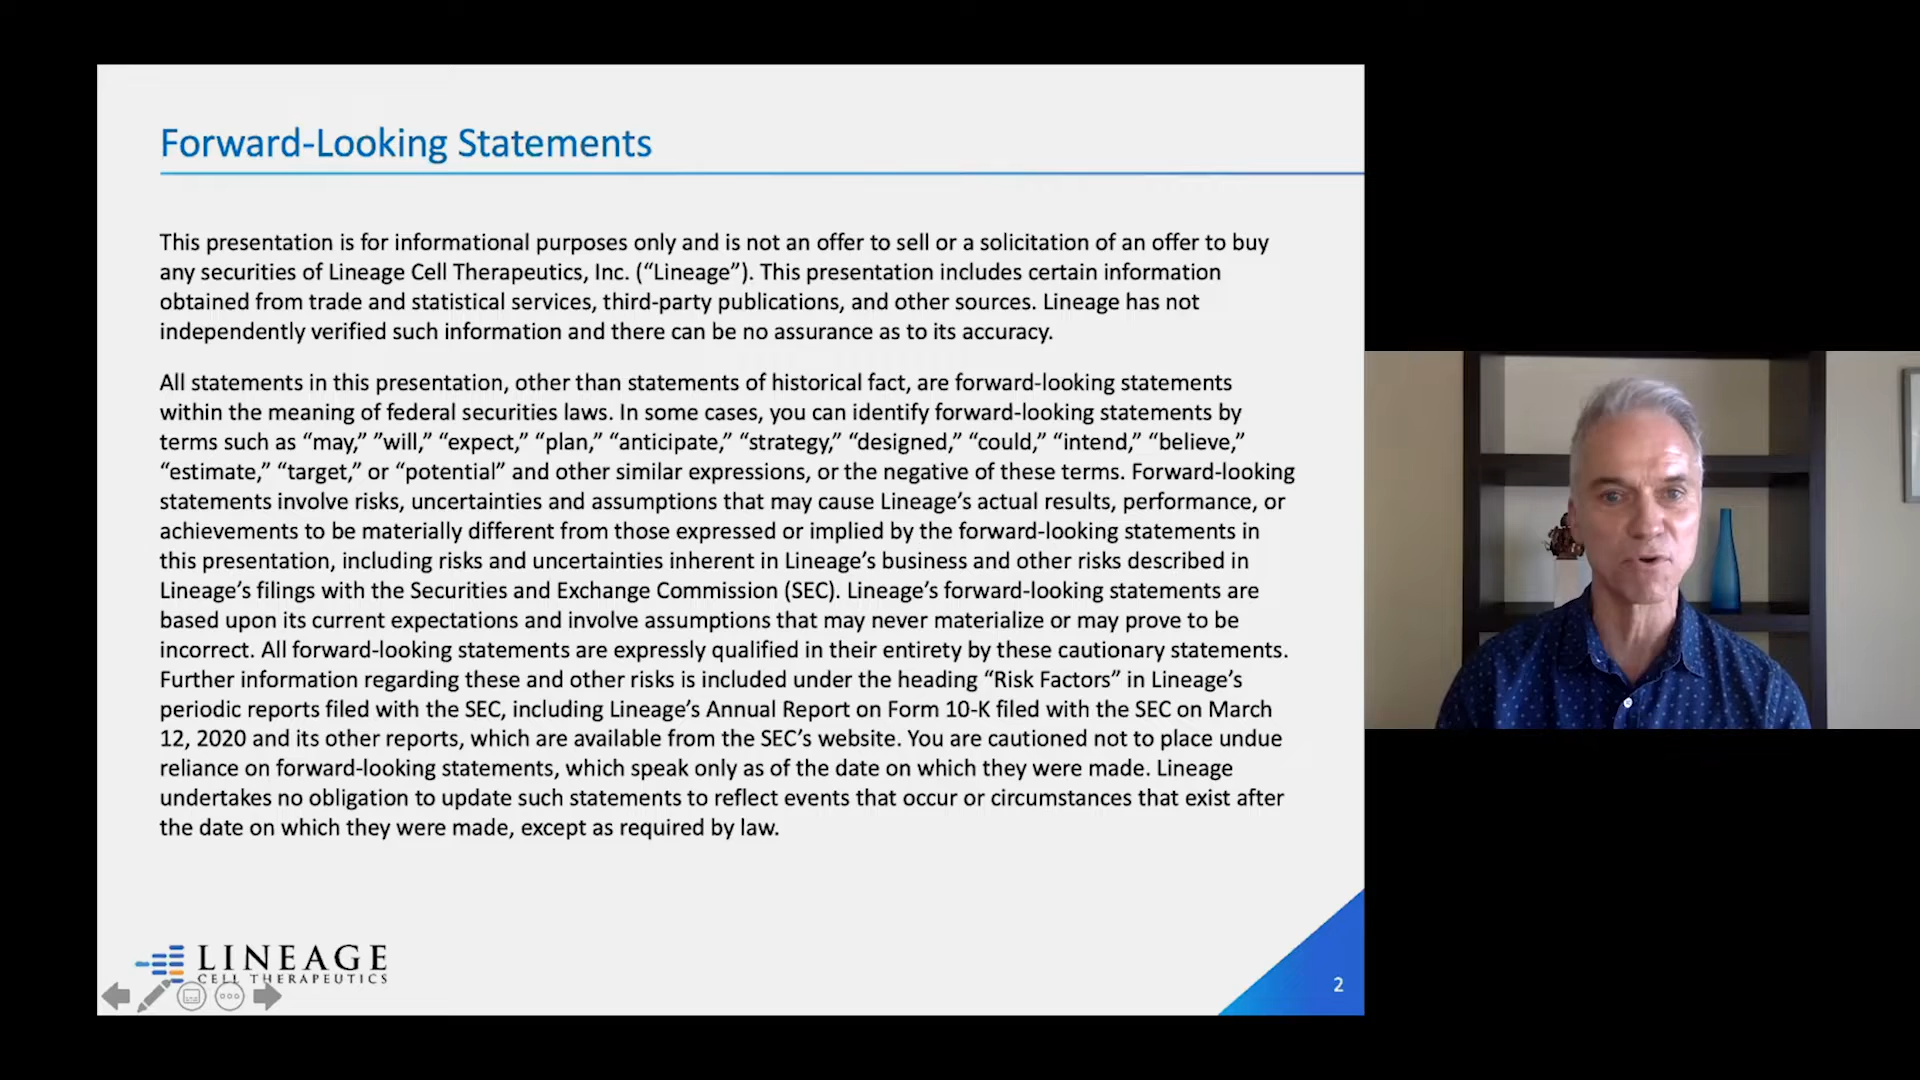 Forward-Looking Statements
This presentation is for informational purposes only and is not an offer to sell or a solicitation of an offer to buy
any securities of Lineage Cell Therapeutics, Inc. (“Lineage”). This presentation includes certain information
obtained from trade and statistical services, third-party publications, and other sources. Lineage has not
independently verified such information and there can be no assurance as to its accuracy.
All statements in this presentation, other than statements of historical fact, are forward-looking statements
within the meaning of federal securities laws. In some cases, you can identify forward-looking statements by
terms such as “may,” ”will,” “expect,” “plan,” “anticipate,” “strategy,” “designed,” “could,” “intend,” “believe,”
“estimate,” “target,” or “potential” and other similar expressions, or the negative of these terms. Forward-looking
statements involve risks, uncertainties and assumptions that may cause Lineage’s actual results, performance, or
achievements to be materially different from those expressed or implied by the forward-looking statements in
this presentation, including risks and uncertainties inherent in Lineage’s business and other risks described in
Lineage’s filings with the Securities and Exchange Commission (SEC). Lineage’s forward-looking statements are
based upon its current expectations and involve assumptions that may never materialize or may prove to be
incorrect. All forward-looking statements are expressly qualified in their entirety by these cautionary statements.
Further information regarding these and other risks is included under the heading “Risk Factors” in Lineage’s
periodic reports filed with the SEC, including Lineage’s Annual Report on Form 10-K filed with the SEC on March
12, 2020 and its other reports, which are available from the SEC’s website. You are cautioned not to place undue
reliance on forward-looking statements, which speak only as of the date on which they were made. Lineage
undertakes no obligation to update such statements to reflect events that occur or circumstances that exist after
the date on which they were made, except as required by law.
LINEAGE
CELL THERAPEUTICS
2